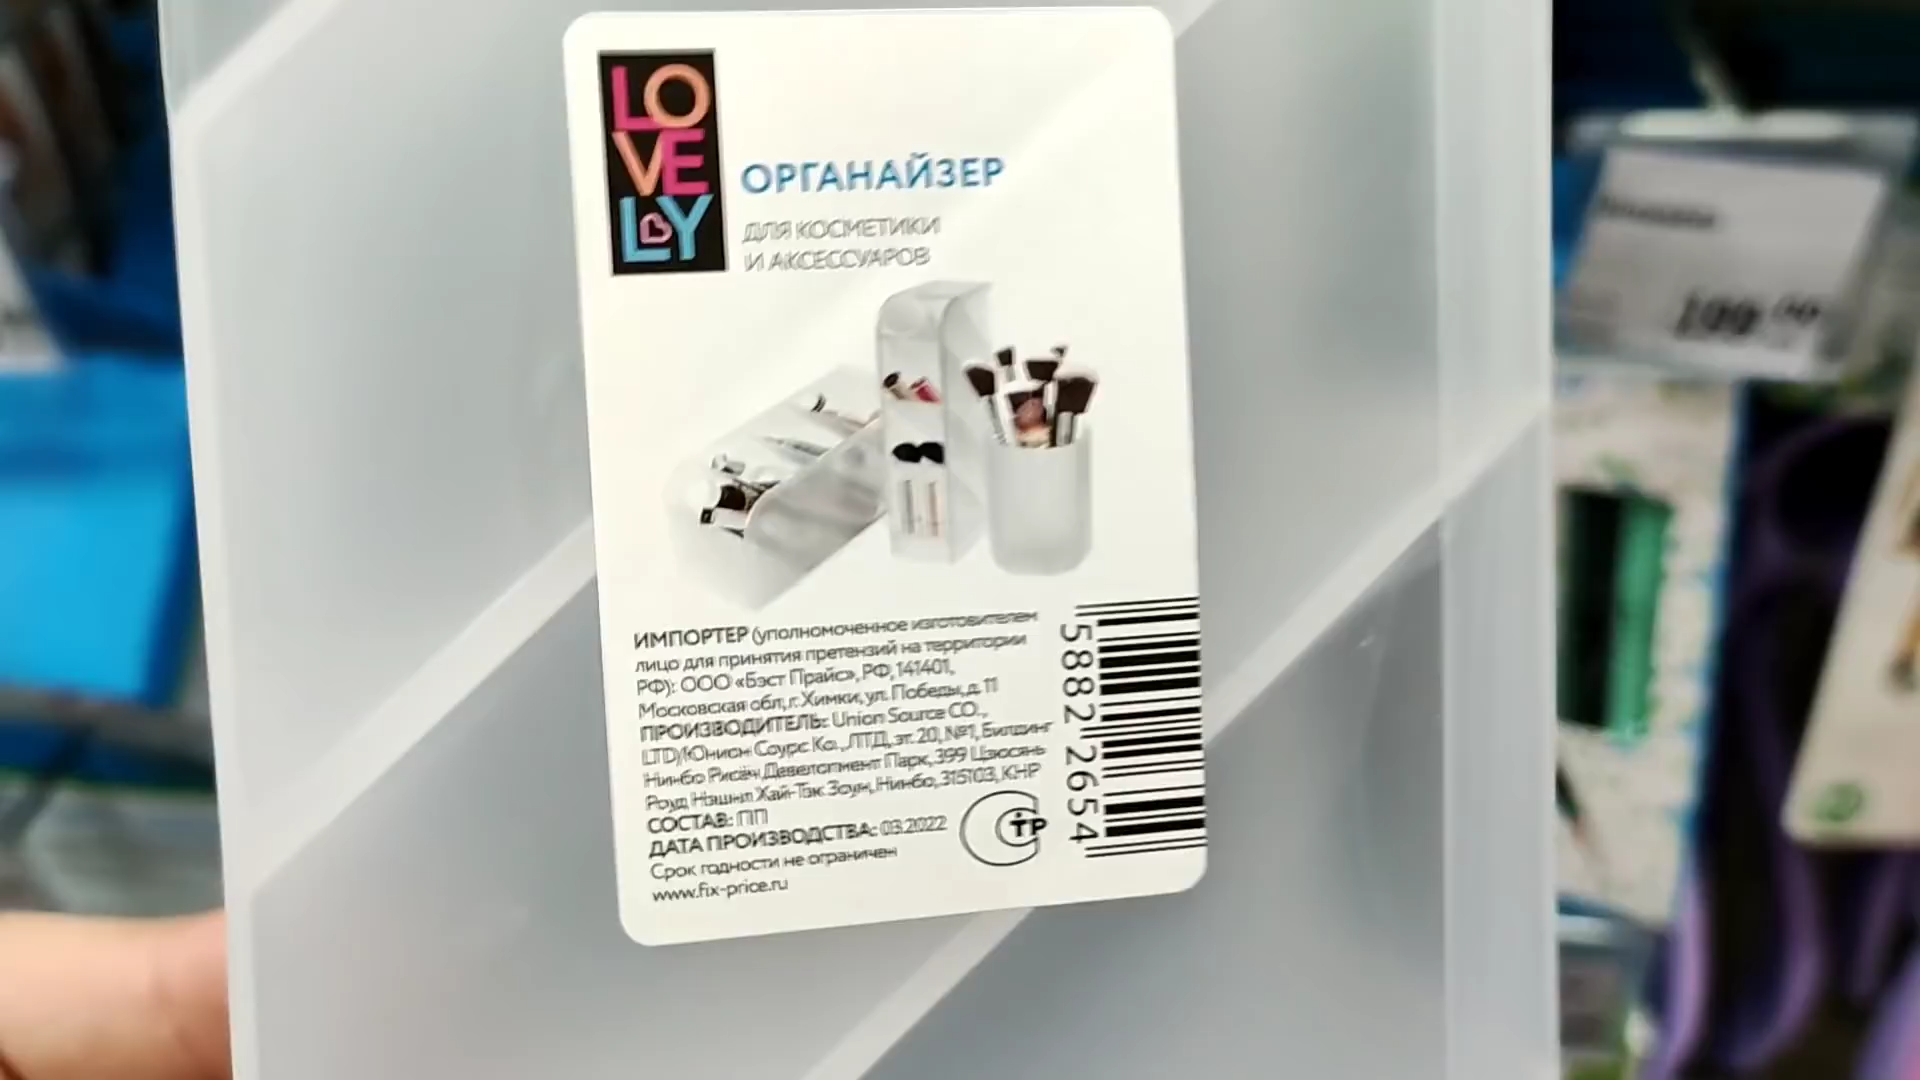 LOVELY
ОРГАНАЙЗЕР
ДЛЯ КОСМЕТИКИ
И АКСЕССУАРОВ
ИМПОРТЕР (уполномоченное изготовителем
лицо для принятия претензий на территории
РФ): ООО «Бэст Прайс», РФ, 141401,
Московская обл., г. Химки, ул. Победы, д. 11
ПРОИЗВОДИТЕЛЬ: Union Source CO.,
LTD/Юнион Соурс Ко., ЛТД, эт. 20, №1, Билдинг
Нинбо Рисёч Девелопмент Парк, 399 Цзюсянь
Роуд Нэшнл Хай-Тэк Зоун, Нинбо, 315103, КНР
СОСТАВ: ПП
ДАТА ПРОИЗВОДСТВА: 03.2022
Срок годности не ограничен
www.fix-price.ru
СТР
5882 2654